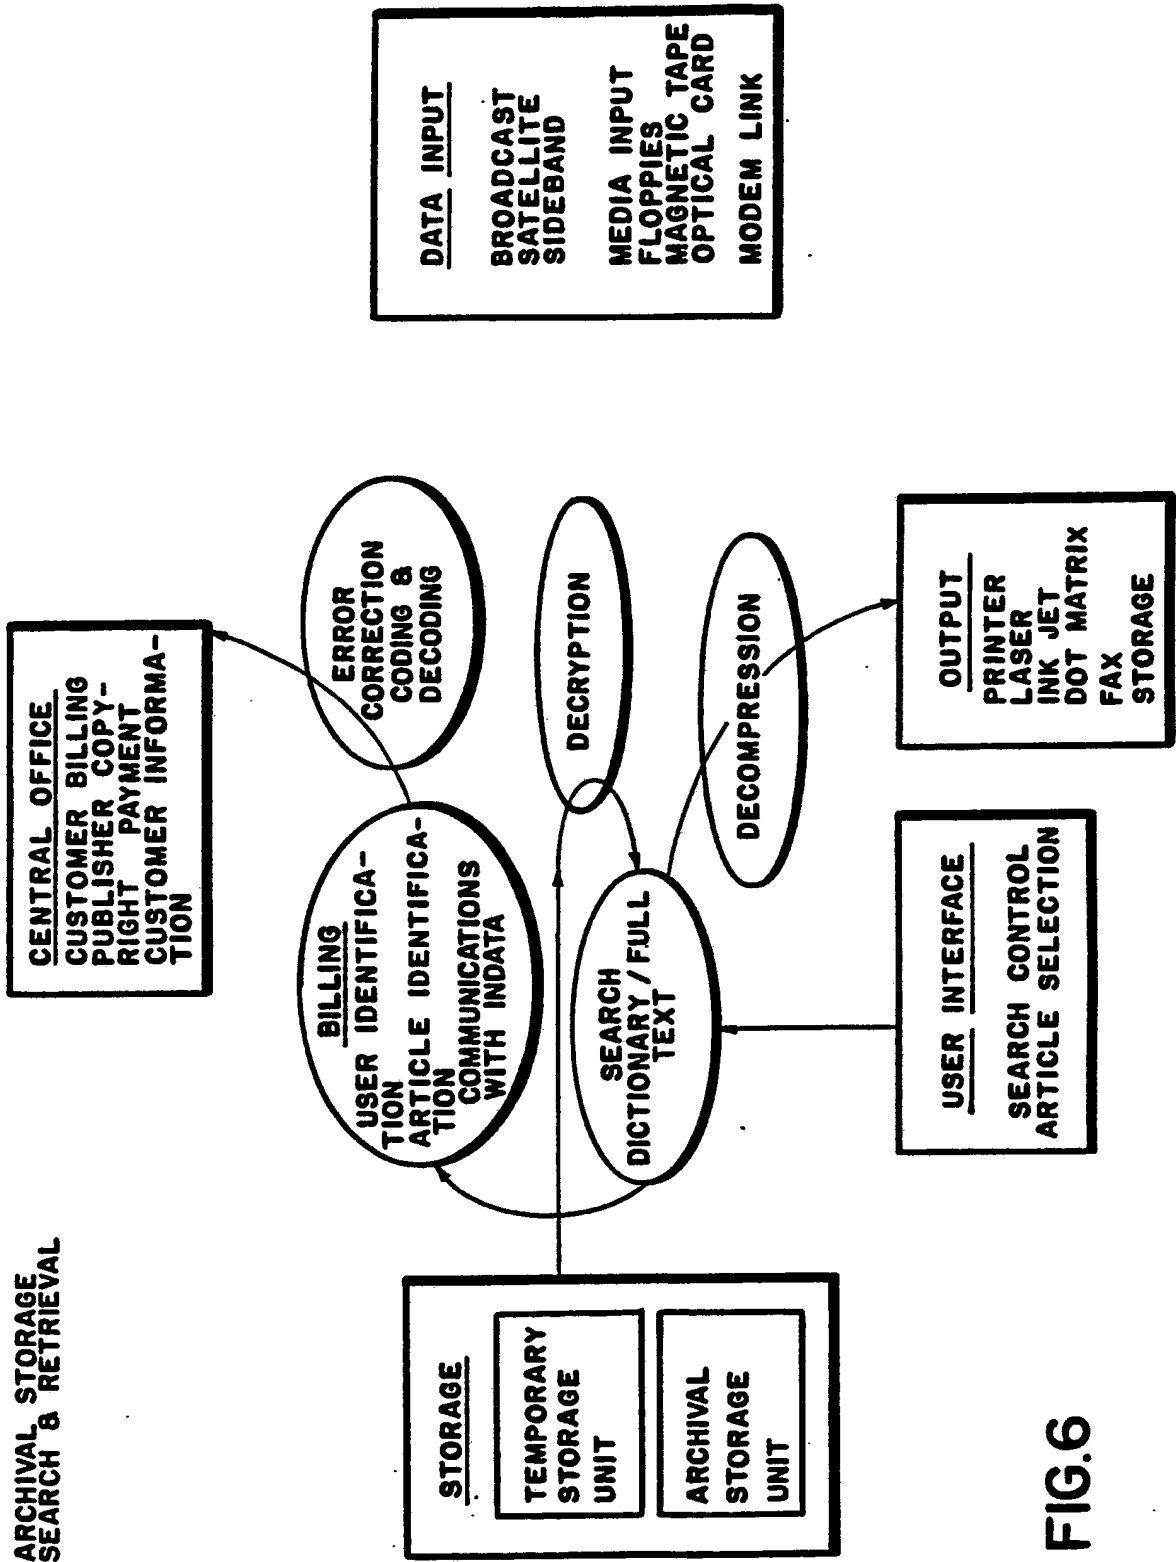 ARCHIVAL STORAGE
SEARCH & RETRIEVAL
CENTRAL OFFICE
CUSTOMER BILLING
PUBLISHER COPY-
RIGHT PAYMENT
CUSTOMER INFORMA-
TION
BILLING
USER IDENTIFICA-
TION
ARTICLE IDENTIFICA-
TION
COMMUNICATIONS
WITH INDATA
ERROR
CORRECTION
CODING &
DECODING
DATA INPUT
BROADCAST
SATELLITE
SIDEBAND
MEDIA INPUT
FLOPPIES
MAGNETIC TAPE
OPTICAL CARD
MODEM LINK
STORAGE
TEMPORARY
STORAGE
UNIT
ARCHIVAL
STORAGE
UNIT
SEARCH
DICTIONARY/FULL
TEXT
DECRYPTION
DECOMPRESSION
USER INTERFACE
SEARCH CONTROL
ARTICLE SELECTION
OUTPUT
PRINTER
LASER
INK JET
DOT MATRIX
FAX
STORAGE
FIG.6